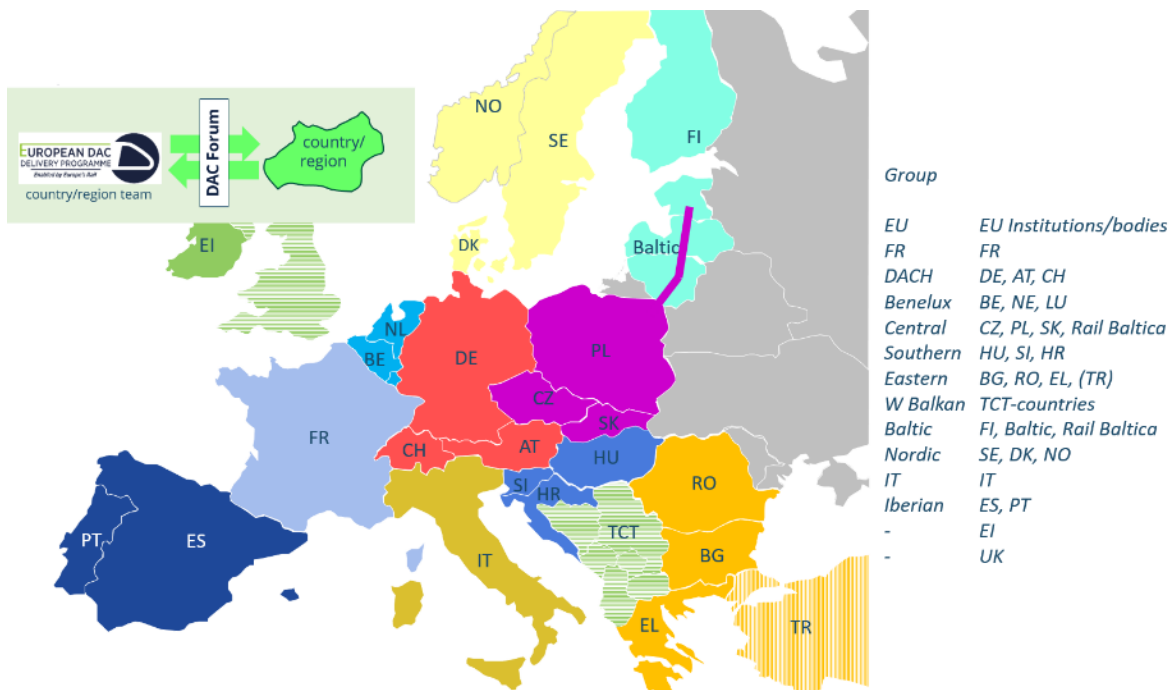 EUROPEAN DAC
DELIVERY PROGRAMME
Enabled by Europe's Rail
country/region team
DAC Forum
country/
region
NO
SE
FI
EI
DK
Baltic
NL
BE
DE
PL
CZ
SK
FR
CH
AT
HU
SI
HR
RO
PT
ES
IT
TCT
BG
EL
TR
Group
EU EU Institutions/bodies
FR FR
DACH DE, AT, CH
Benelux BE, NE, LU
Central CZ, PL, SK, Rail Baltica
Southern HU, SI, HR
Eastern BG, RO, EL, (TR)
W Balkan TCT-countries
Baltic FI, Baltic, Rail Baltica
Nordic SE, DK, NO
IT IT
Iberian ES, PT
- EI
- UK